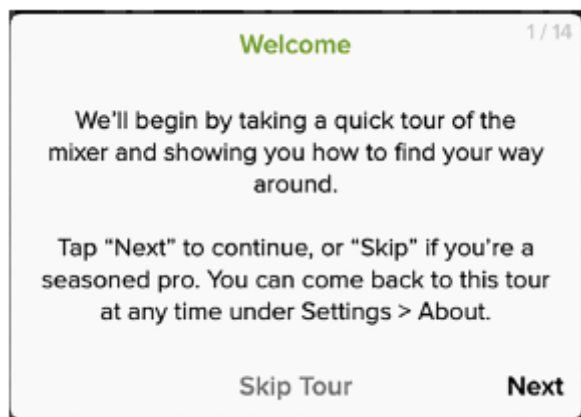 Welcome
1 / 14
We’ll begin by taking a quick tour of the
mixer and showing you how to find your way
around.
Tap “Next” to continue, or “Skip” if you’re a
seasoned pro. You can come back to this tour
at any time under Settings > About.
Skip Tour
Next